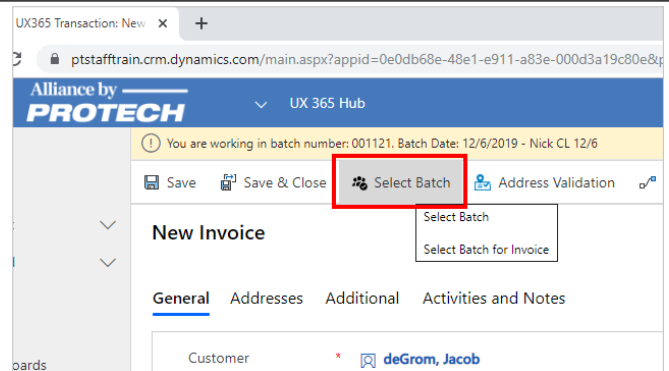 UX365 Transaction: New × +
ptstafftrain.crm.dynamics.com/main.aspx?appid=0e0db68e-48e1-e911-a83e-000d3a19c80e&p
Alliance by
PROTECH
UX 365 Hub
You are working in batch number: 001121. Batch Date: 12/6/2019 - Nick CL 12/6
Save Save & Close Select Batch Address Validation
Select Batch
Select Batch for Invoice
New Invoice
General Addresses Additional Activities and Notes
Customer * deGrom, Jacob
oards